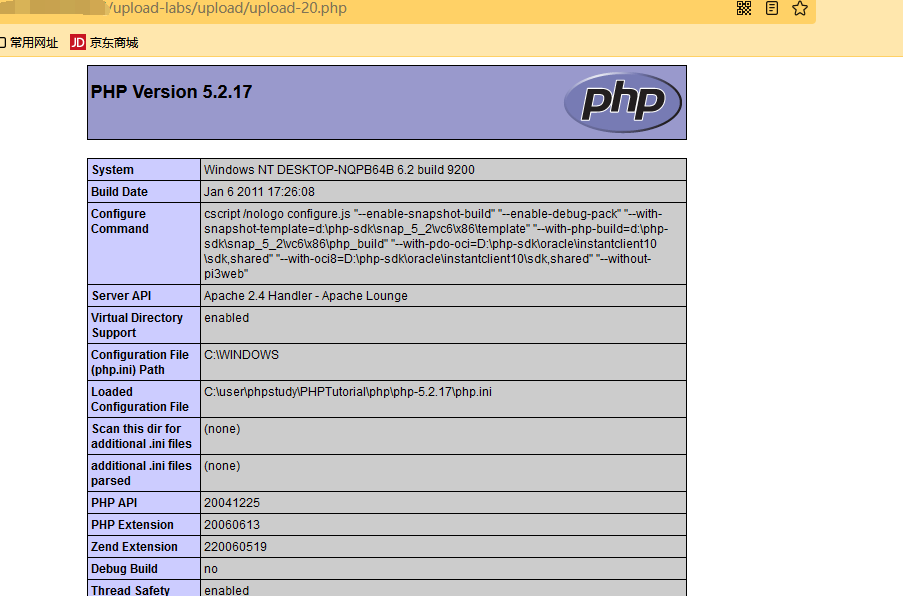 /upload-labs/upload/upload-20.php
常用网址 JD 京东商城
PHP Version 5.2.17
php
System Windows NT DESKTOP-NQPB64B 6.2 build 9200
Build Date Jan 6 2011 17:26:08
Configure Command cscript /nologo configure.js "--enable-snapshot-build" "--enable-debug-pack" "--with-
snapshot-template=d:\php-sdk\snap_5_2\vc6\x86\template" "--with-php-build=d:\php-
sdk\snap_5_2\vc6\x86\php_build" "--with-pdo-oci=D:\php-sdk\oracle\instantclient10
\sdk,shared" "--with-oci8=D:\php-sdk\oracle\instantclient10\sdk,shared" "--without-
pi3web"
Server API Apache 2.4 Handler - Apache Lounge
Virtual Directory Support enabled
Configuration File (php.ini) Path C:\WINDOWS
Loaded Configuration File C:\user\phpstudy\PHPTutorial\php\php-5.2.17\php.ini
Scan this dir for additional .ini files (none)
additional .ini files parsed (none)
PHP API 20041225
PHP Extension 20060613
Zend Extension 220060519
Debug Build no
Thread Safety enabled